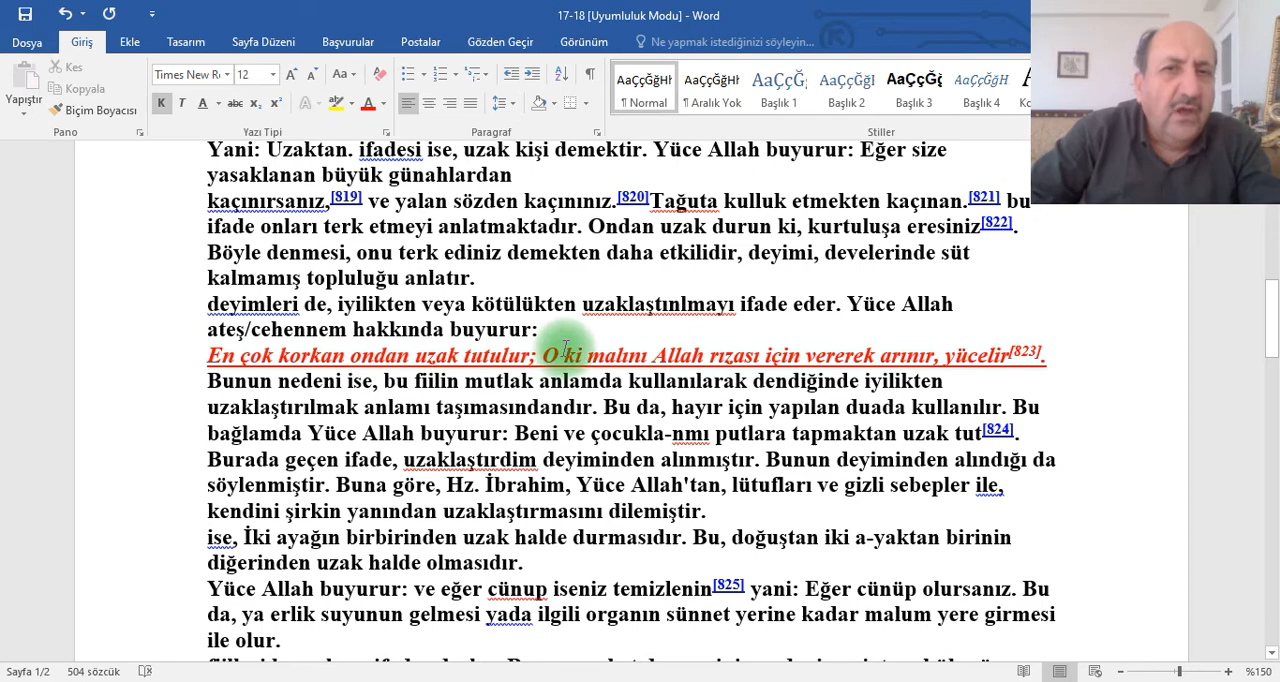 17-18 [Uyumluluk Modu] - Word
Dosya Giriş Ekle Tasarım Sayfa Düzeni Başvurular Postalar Gözden Geçir Görünüm Ne yapmak istediğinizi söyleyin...
Yapıştır
Kes
Kopyala
Biçim Boyacısı
Times New Ro 12
K T A abc x₂ x²
AaÇçĞğHł AaÇçĞğHł AaÇçĞ AaÇçĞğI AaÇçĞğ AaÇçĞğH
¶ Normal ¶ Aralık Yok Başlık 1 Başlık 2 Başlık 3 Başlık 4
Pano Yazı Tipi Paragraf Stiller
Yani: Uzaktan. ifadesi ise, uzak kişi demektir. Yüce Allah buyurur: Eğer size
yasaklanan büyük günahlardan
kaçınırsanız,[819] ve yalan sözden kaçınınız.[820]Tağuta kulluk etmekten kaçınan.[821] bu
ifade onları terk etmeyi anlatmaktadır. Ondan uzak durun ki, kurtuluşa eresiniz[822].
Böyle denmesi, onu terk ediniz demekten daha etkilidir, deyimi, develerinde süt
kalmamış topluluğu anlatır.
deyimleri de, iyilikten veya kötülükten uzaklaştınlmayı ifade eder. Yüce Allah
ateş/cehennem hakkında buyurur:
En çok korkan ondan uzak tutulur; O ki malını Allah rızası için vererek arınır, yücelir[823].
Bunun nedeni ise, bu fiilin mutlak anlamda kullanılarak dendiğinde iyilikten
uzaklaştırılmak anlamı taşımasındandır. Bu da, hayır için yapılan duada kullanılır. Bu
bağlamda Yüce Allah buyurur: Beni ve çocukla-nmı putlara tapmaktan uzak tut[824].
Burada geçen ifade, uzaklaştırdim deyiminden alınmıştır. Bunun deyiminden alındığı da
söylenmiştir. Buna göre, Hz. İbrahim, Yüce Allah'tan, lütufları ve gizli sebepler ile,
kendini şirkin yanından uzaklaştırmasını dilemiştir.
ise, İki ayağın birbirinden uzak halde durmasıdır. Bu, doğuştan iki a-yaktan birinin
diğerinden uzak halde olmasıdır.
Yüce Allah buyurur: ve eğer cünup iseniz temizlenin[825] yani: Eğer cünüp olursanız. Bu
da, ya erlik suyunun gelmesi yada ilgili organın sünnet yerine kadar malum yere girmesi
ile olur.
Sayfa 1/2 504 sözcük %150